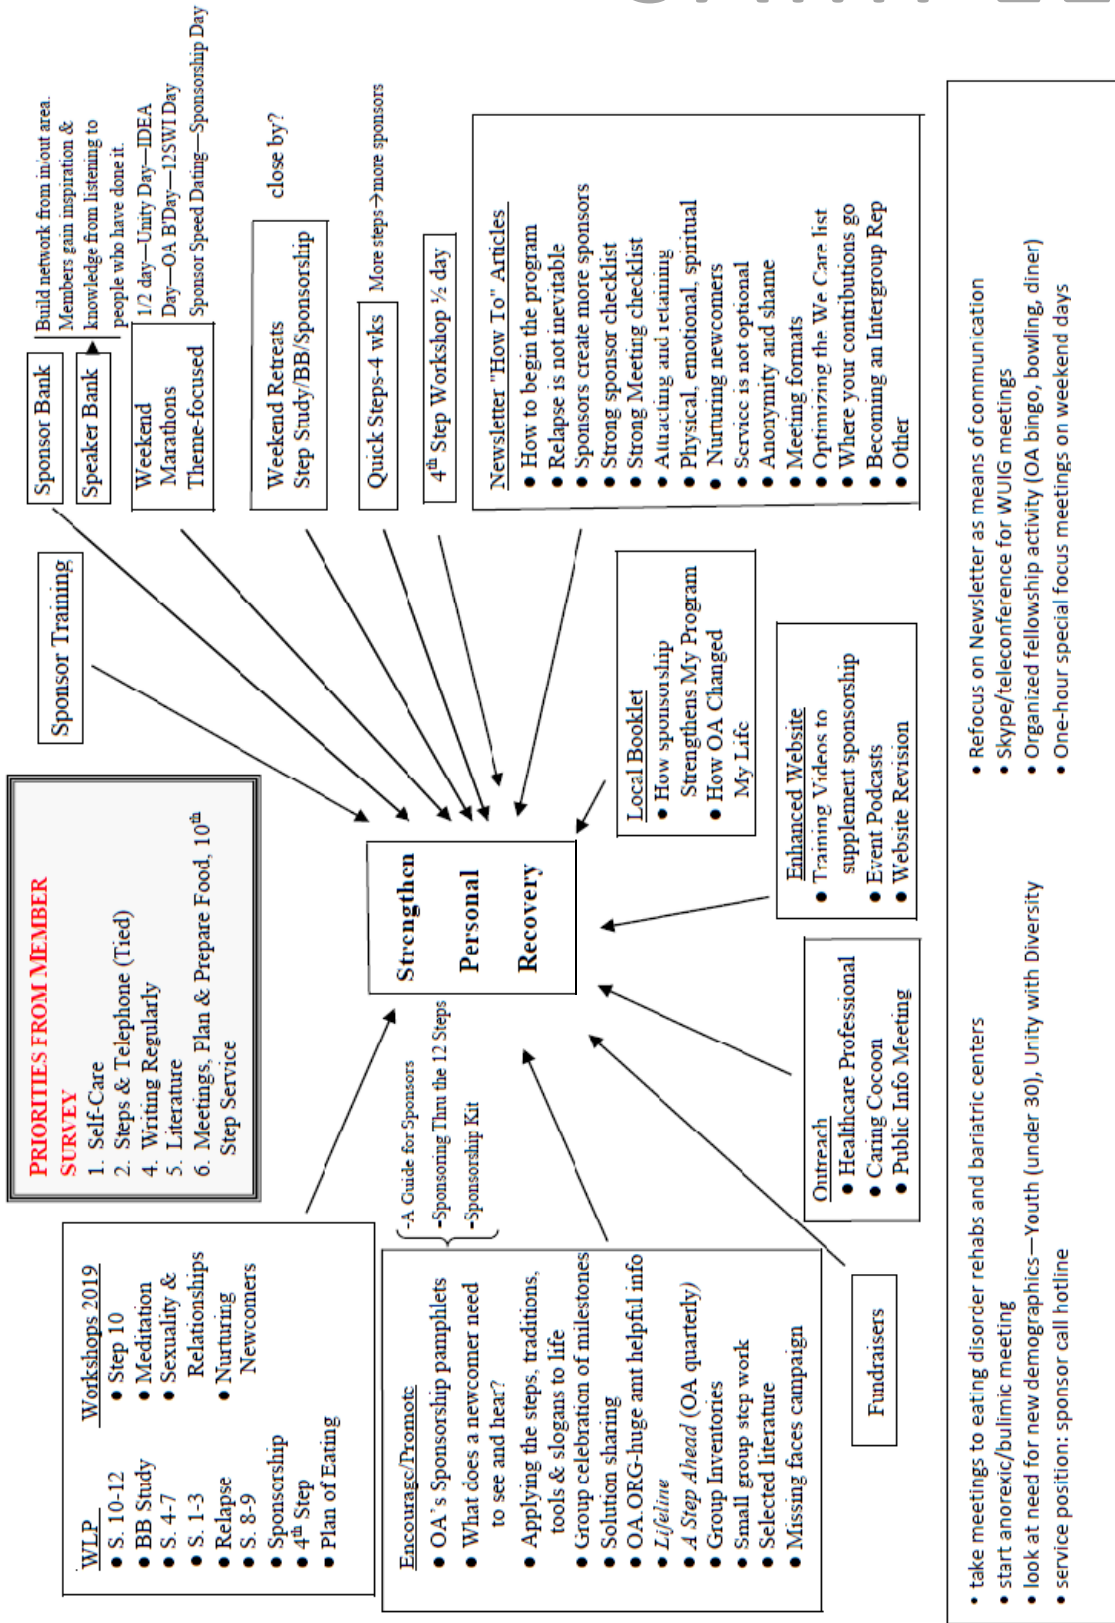 PRIORITIES FROM MEMBER
SURVEY
1. Self-Care
2. Steps & Telephone (Tied)
4. Writing Regularly
5. Literature
6. Meetings, Plan & Prepare Food, 10th
Step Service
WLP
• S. 10-12
• BB Study
• S. 4-7
• S. 1-3
• Relapse
• S. 8-9
• Sponsorship
• 4th Step
• Plan of Eating
Workshops 2019
• Step 10
• Meditation
• Sexuality &
Relationships
• Nurturing
Newcomers
Sponsor Training
Sponsor Bank
Speaker Bank
Build network from in/out area.
Members gain inspiration &
knowledge from listening to
people who have done it.
Weekend
Marathons
Theme-focused
1/2 day—Unity Day—IDEA
Day—OA B'Day—12SWI Day
Sponsor Speed Dating—Sponsorship Day
Weekend Retreats
Step Study/BB/Sponsorship
close by?
Quick Steps-4 wks
More steps→more sponsors
4th Step Workshop ½ day
Newsletter "How To" Articles
• How to begin the program
• Relapse is not inevitable
• Sponsors create more sponsors
• Strong sponsor checklist
• Strong Meeting checklist
• Attracting and retaining
• Physical, emotional, spiritual
• Nurturing newcomers
• Service is not optional
• Anonymity and shame
• Meeting formats
• Optimizing the We Care list
• Where your contributions go
• Becoming an Intergroup Rep
• Other
Strengthen
Personal
Recovery
Encourage/Promote
• OA's Sponsorship pamphlets
• What does a newcomer need
to see and hear?
• Applying the steps, traditions,
tools & slogans to life
• Group celebration of milestones
• Solution sharing
• OA.ORG-huge amt helpful info
• Lifeline
• A Step Ahead (OA quarterly)
• Group Inventories
• Small group step work
• Selected literature
• Missing faces campaign
-A Guide for Sponsors
-Sponsoring Thru the 12 Steps
-Sponsorship Kit
Local Booklet
• How sponsorship
Strengthens My Program
• How OA Changed
My Life
Enhanced Website
• Training Videos to
supplement sponsorship
• Event Podcasts
• Website Revision
Outreach
• Healthcare Professional
• Caring Cocoon
• Public Info Meeting
Fundraisers
• take meetings to eating disorder rehabs and bariatric centers
• start anorexic/bulimic meeting
• look at need for new demographics—Youth (under 30), Unity with Diversity
• service position: sponsor call hotline
• Refocus on Newsletter as means of communication
• Skype/teleconference for WUIG meetings
• Organized fellowship activity (OA bingo, bowling, diner)
• One-hour special focus meetings on weekend days